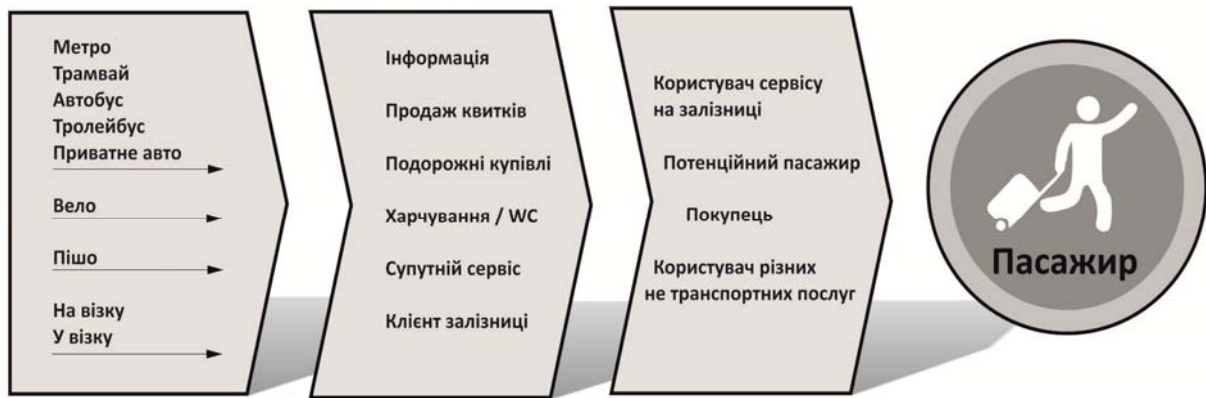 Метро
Трамвай
Автобус
Тролейбус
Приватне авто
Вело
Пішо
На візку
У візку
Інформація
Продаж квитків
Подорожні купівлі
Харчування / WC
Супутній сервіс
Клієнт залізниці
Користувач сервісу
на залізниці
Потенційний пасажир
Покупець
Користувач різних
не транспортних послуг
Пасажир